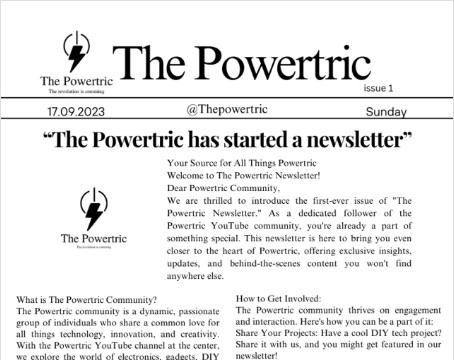 The Powertric
The revolution is comming
The Powertric
issue 1
17.09.2023
@Thepowertric
Sunday
“The Powertric has started a newsletter”
The Powertric
Your Source for All Things Powertric
Welcome to The Powertric Newsletter!
Dear Powertric Community,
We are thrilled to introduce the first-ever issue of "The
Powertric Newsletter." As a dedicated follower of the
Powertric YouTube community, you're already a part of
something special. This newsletter is here to bring you even
closer to the heart of Powertric, offering exclusive insights,
updates, and behind-the-scenes content you won't find
anywhere else.
What is The Powertric Community?
The Powertric community is a dynamic, passionate
group of individuals who share a common love for
all things technology, innovation, and creativity.
With the Powertric YouTube channel at the center,
we explore the world of electronics, gadgets, DIY
How to Get Involved:
The Powertric community thrives on engagement
and interaction. Here's how you can be a part of it:
Share Your Projects: Have a cool DIY tech project?
Share it with us, and you might get featured in our
newsletter!